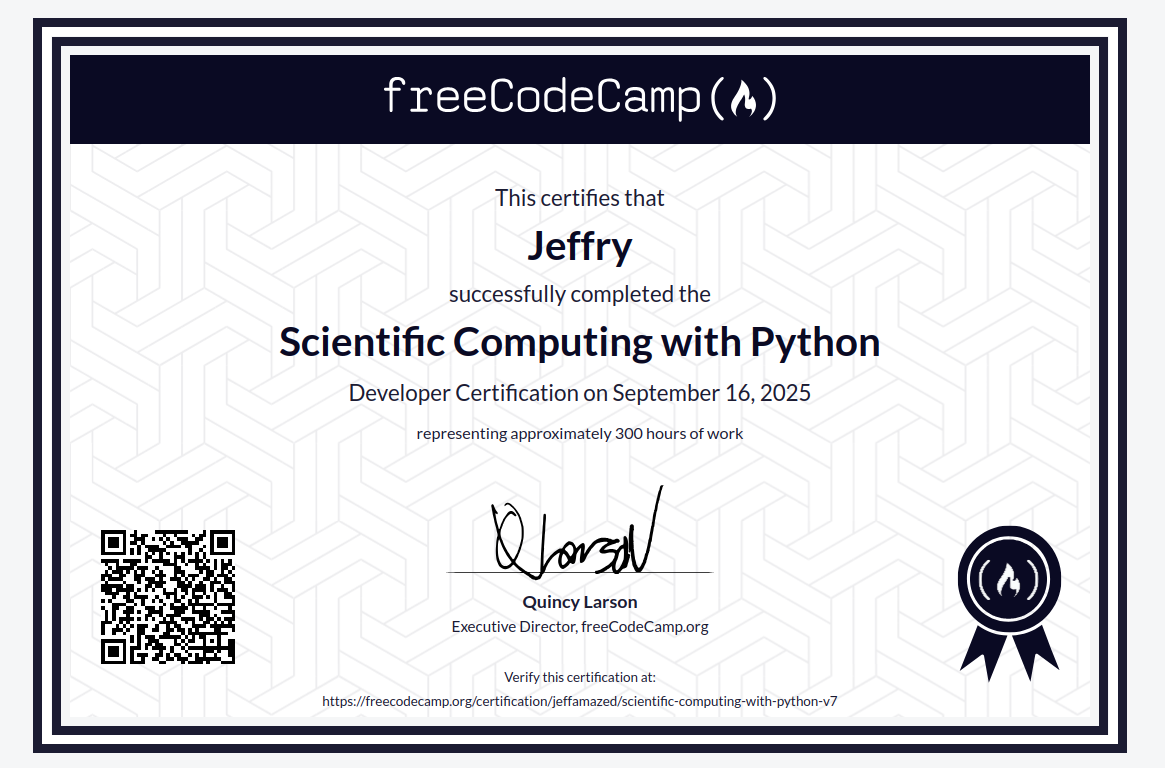 freeCodeCamp
This certifies that
Jeffry
successfully completed the
Scientific Computing with Python
Developer Certification on September 16, 2025
representing approximately 300 hours of work
Q Larson
Quincy Larson
Executive Director, freeCodeCamp.org
Verify this certification at:
https://freecodecamp.org/certification/jeffamazed/scientific-computing-with-python-v7